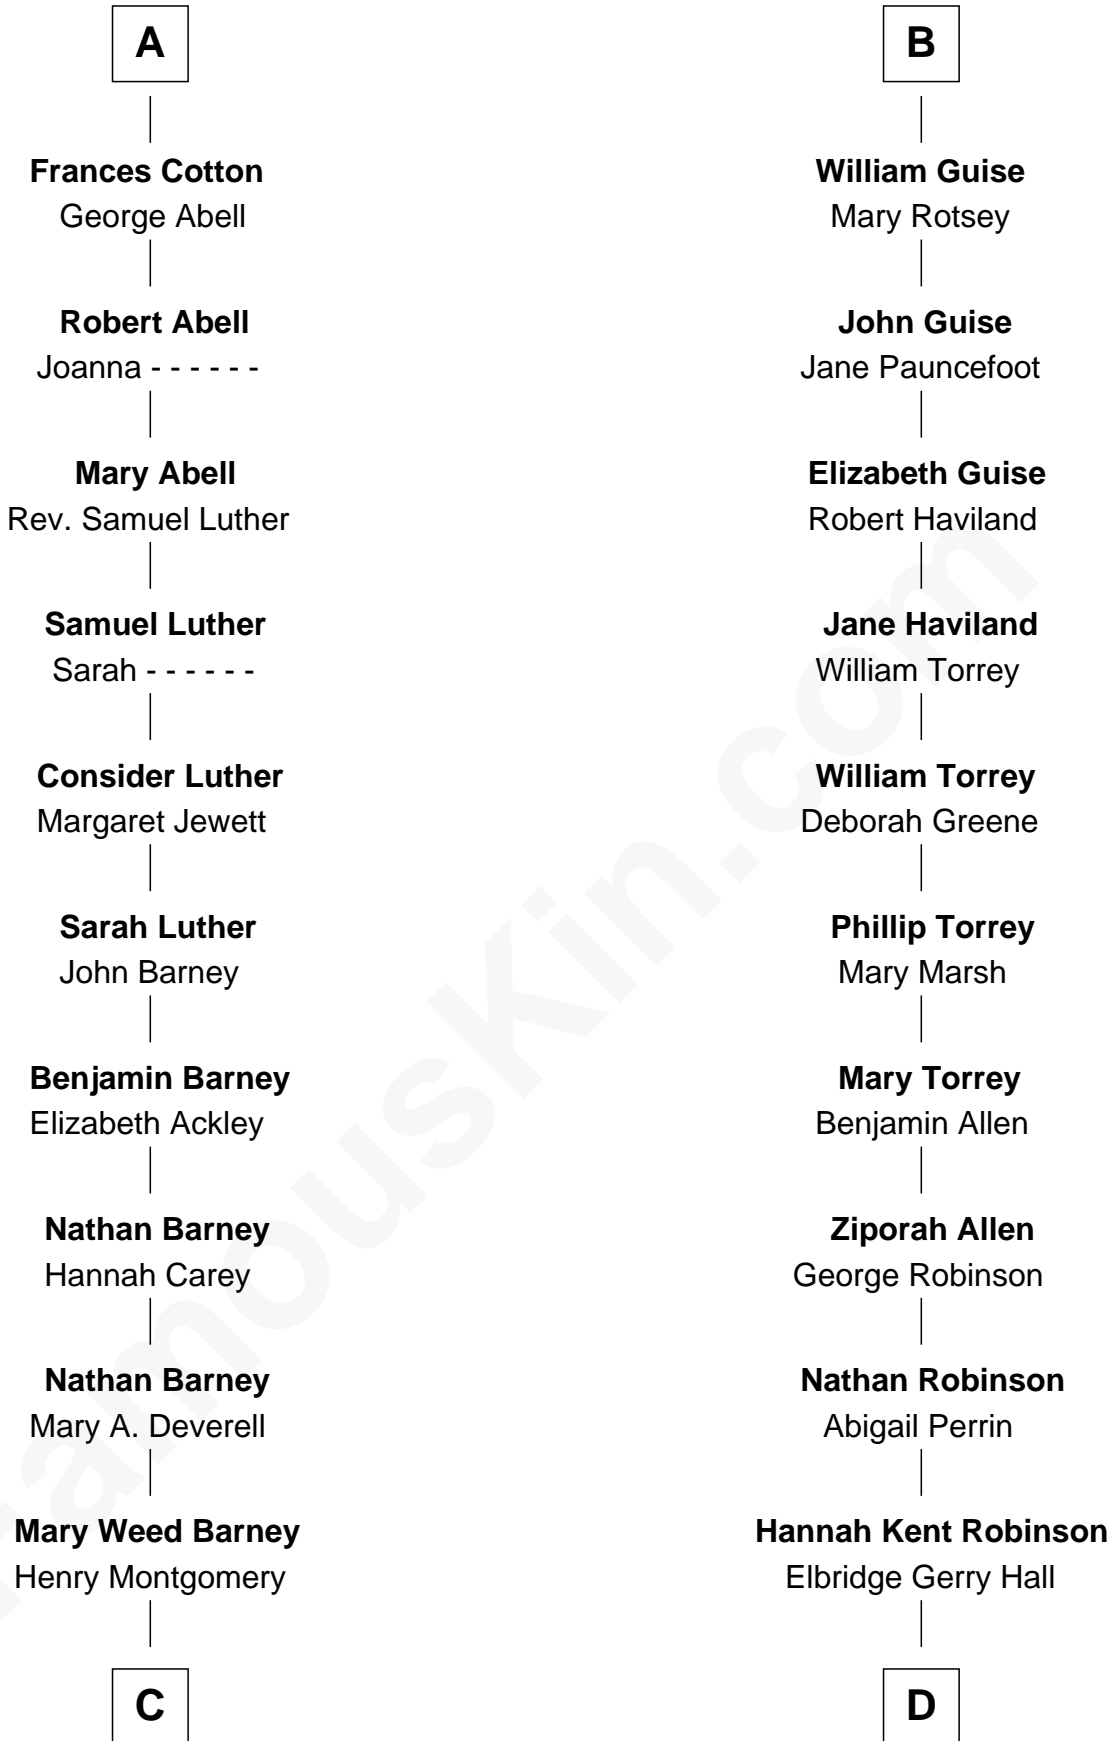 A
Frances Cotton
George Abell
Robert Abell
Joanna - - - - - -
Mary Abell
Rev. Samuel Luther
Samuel Luther
Sarah - - - - - -
Consider Luther
Margaret Jewett
Sarah Luther
John Barney
Benjamin Barney
Elizabeth Ackley
Nathan Barney
Hannah Carey
Nathan Barney
Mary A. Deverell
Mary Weed Barney
Henry Montgomery
C
B
William Guise
Mary Rotsey
John Guise
Jane Pauncefoot
Elizabeth Guise
Robert Haviland
Jane Haviland
William Torrey
William Torrey
Deborah Greene
Phillip Torrey
Mary Marsh
Mary Torrey
Benjamin Allen
Ziporah Allen
George Robinson
Nathan Robinson
Abigail Perrin
Hannah Kent Robinson
Elbridge Gerry Hall
D
FamousKin.com